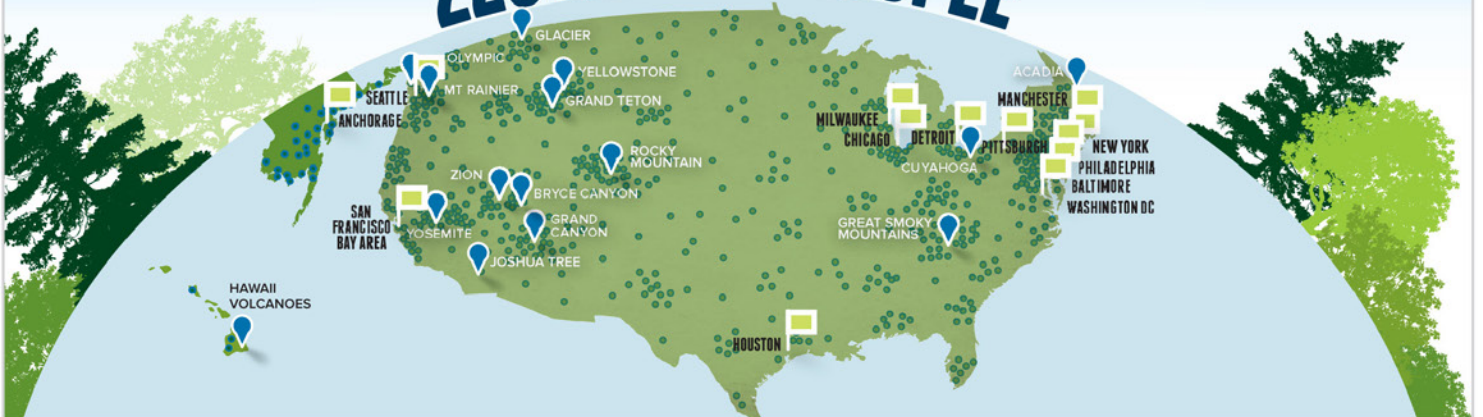 GLACIER
OLYMPIC
YELLOWSTONE
ACADIA
MT RAINIER
SEATTLE
GRAND TETON
MANCHESTER
ANCHORAGE
MILWAUKEE
CHICAGO
DETROIT
PITTSBURGH
NEW YORK
ROCKY
MOUNTAIN
CUYAHOGA
PHILADELPHIA
ZION
BALTIMORE
BRYCE CANYON
WASHINGTON DC
SAN
FRANCISCO
BAY AREA
YOSEMITE
GRAND
CANYON
GREAT SMOKY
MOUNTAINS
JOSHUA TREE
HAWAII
VOLCANOES
HOUSTON